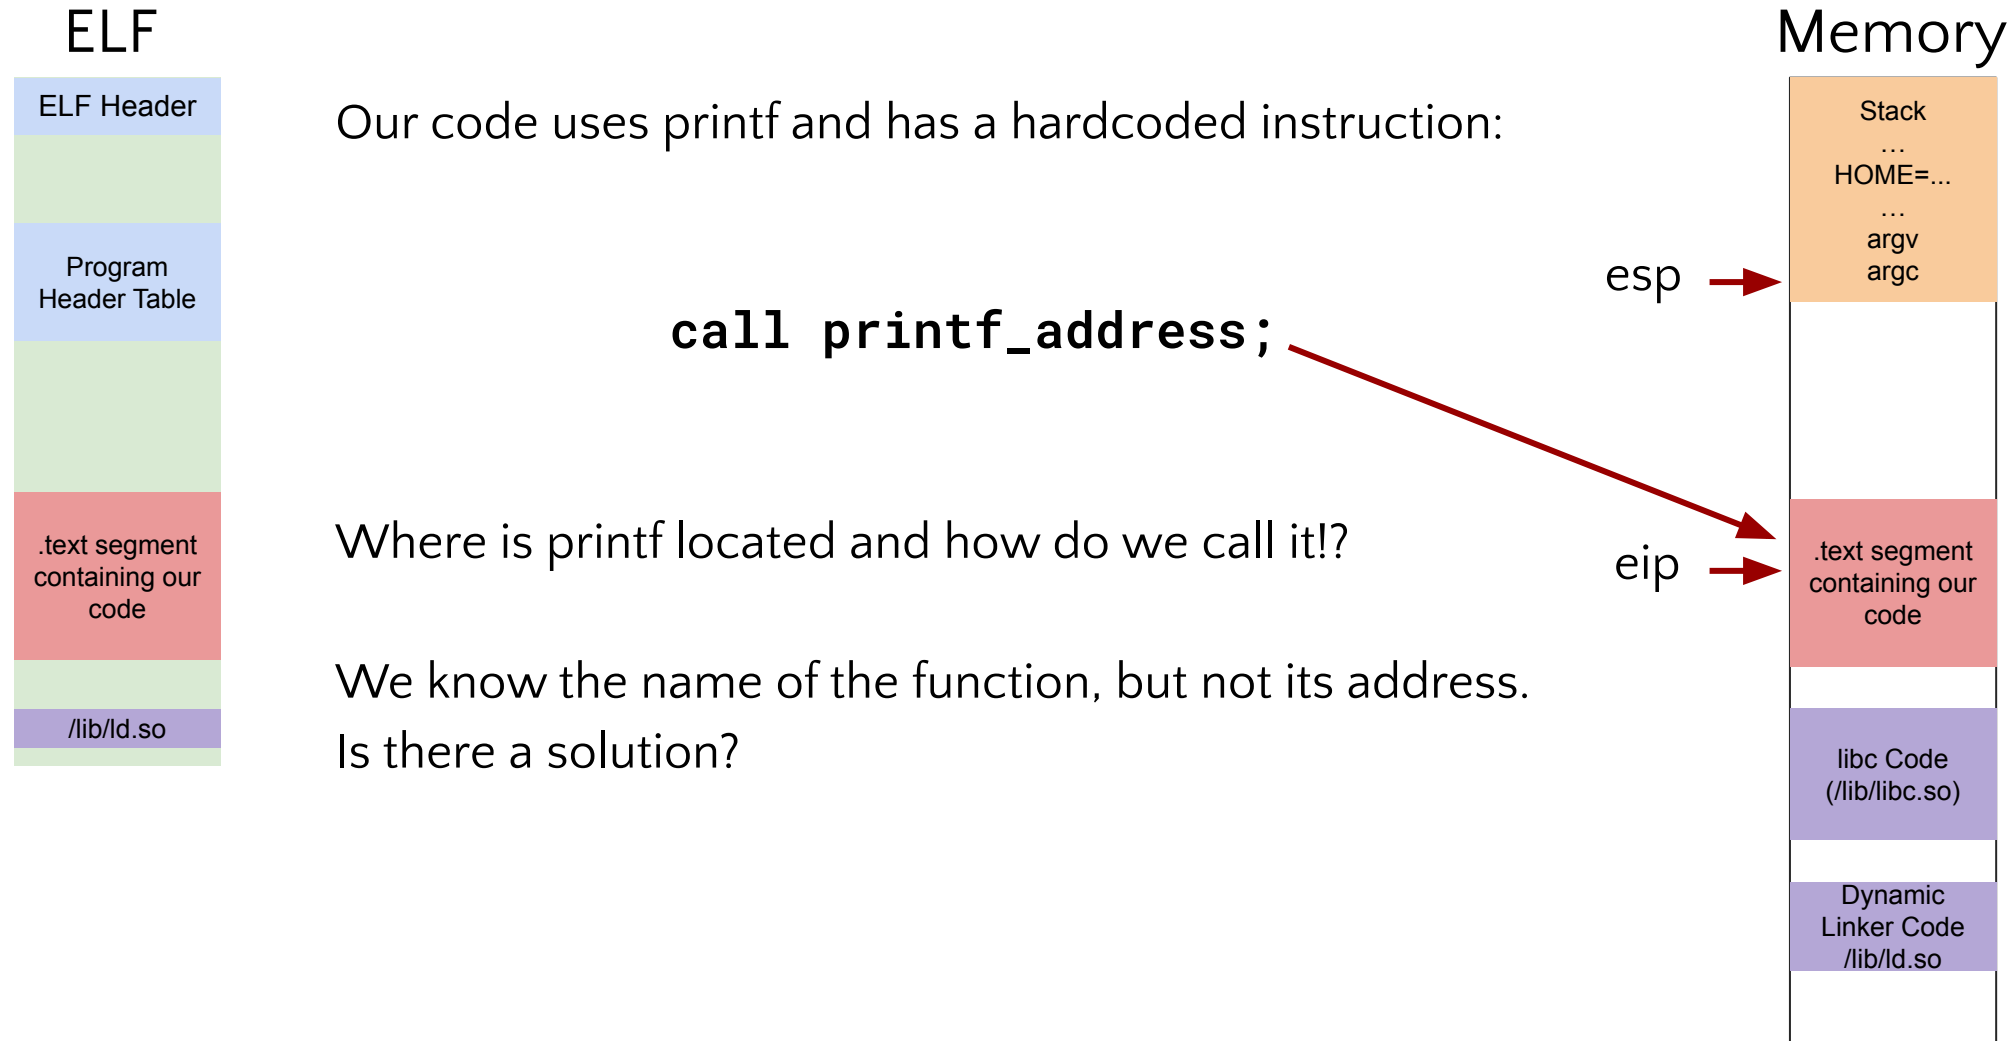 ELF
ELF Header
Program
Header Table
.text segment
containing our
code
/lib/ld.so
Our code uses printf and has a hardcoded instruction:
call printf_address;
Where is printf located and how do we call it!?
We know the name of the function, but not its address.
Is there a solution?
esp
eip
Memory
Stack
…
HOME=...
…
argv
argc
.text segment
containing our
code
libc Code
(/lib/libc.so)
Dynamic
Linker Code
/lib/ld.so